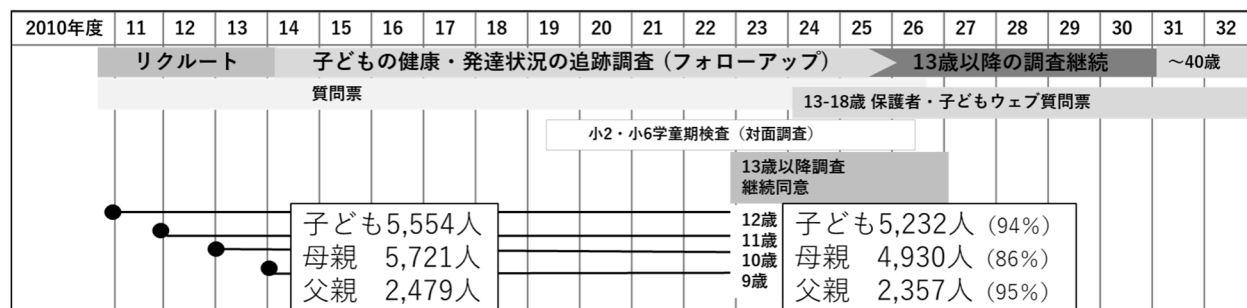 2010年度 11 12 13 14 15 16 17 18 19 20 21 22 23 24 25 26 27 28 29 30 31 32
リクルート 子どもの健康・発達状況の追跡調査（フォローアップ） 13歳以降の調査継続 ～40歳
質問票
13-18歳 保護者・子どもウェブ質問票
小2・小6学童期検査（対面調査）
13歳以降調査
継続同意
子ども5,554人
母親 5,721人
父親 2,479人
12歳
11歳
10歳
9歳
子ども5,232人（94%）
母親 4,930人（86%）
父親 2,357人（95%）